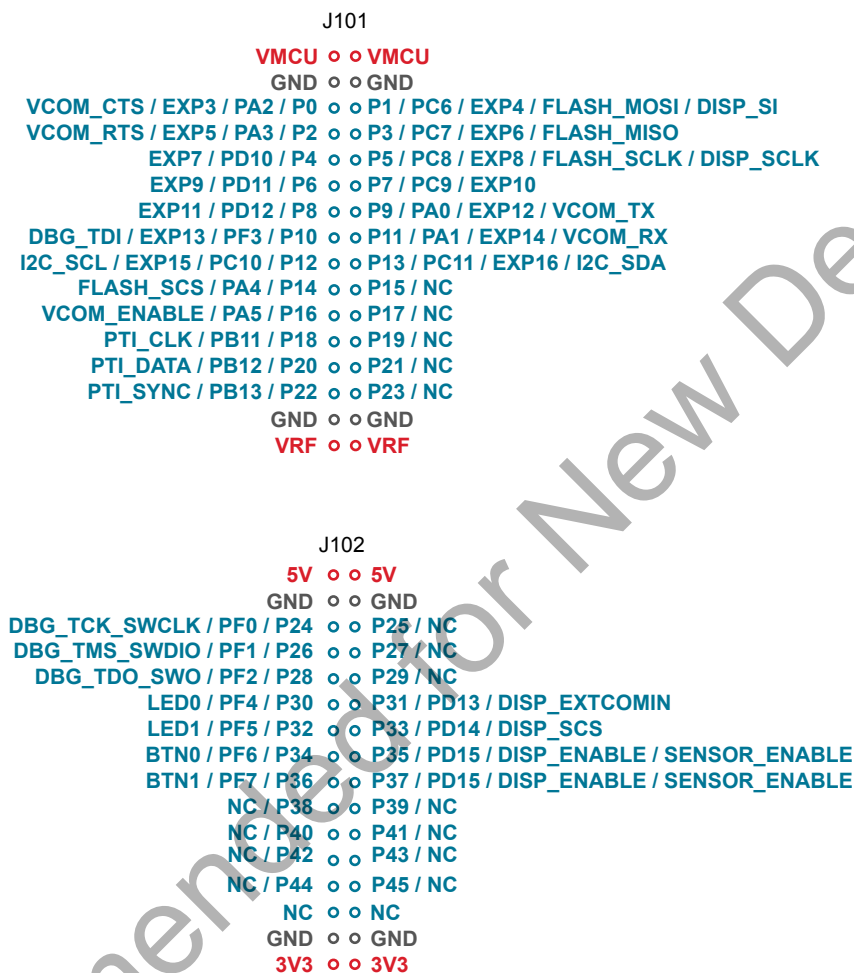 J101
VMCU VMCU
GND GND
VCOM_CTS / EXP3 / PA2 / P0 P1 / PC6 / EXP4 / FLASH_MOSI / DISP_SI
VCOM_RTS / EXP5 / PA3 / P2 P3 / PC7 / EXP6 / FLASH_MISO
EXP7 / PD10 / P4 P5 / PC8 / EXP8 / FLASH_SCLK / DISP_SCLK
EXP9 / PD11 / P6 P7 / PC9 / EXP10
EXP11 / PD12 / P8 P9 / PA0 / EXP12 / VCOM_TX
DBG_TDI / EXP13 / PF3 / P10 P11 / PA1 / EXP14 / VCOM_RX
I2C_SCL / EXP15 / PC10 / P12 P13 / PC11 / EXP16 / I2C_SDA
FLASH_SCS / PA4 / P14 P15 / NC
VCOM_ENABLE / PA5 / P16 P17 / NC
PTI_CLK / PB11 / P18 P19 / NC
PTI_DATA / PB12 / P20 P21 / NC
PTI_SYNC / PB13 / P22 P23 / NC
GND GND
VRF VRF
J102
5V 5V
GND GND
DBG_TCK_SWCLK / PF0 / P24 P25 / NC
DBG_TMS_SWDIO / PF1 / P26 P27 / NC
DBG_TDO_SWO / PF2 / P28 P29 / NC
LED0 / PF4 / P30 P31 / PD13 / DISP_EXTCOMIN
LED1 / PF5 / P32 P33 / PD14 / DISP_SCS
BTN0 / PF6 / P34 P35 / PD15 / DISP_ENABLE / SENSOR_ENABLE
BTN1 / PF7 / P36 P37 / PD15 / DISP_ENABLE / SENSOR_ENABLE
NC / P38 P39 / NC
NC / P40 P41 / NC
NC / P42 P43 / NC
NC / P44 P45 / NC
NC NC
GND GND
3V3 3V3
mended for New De